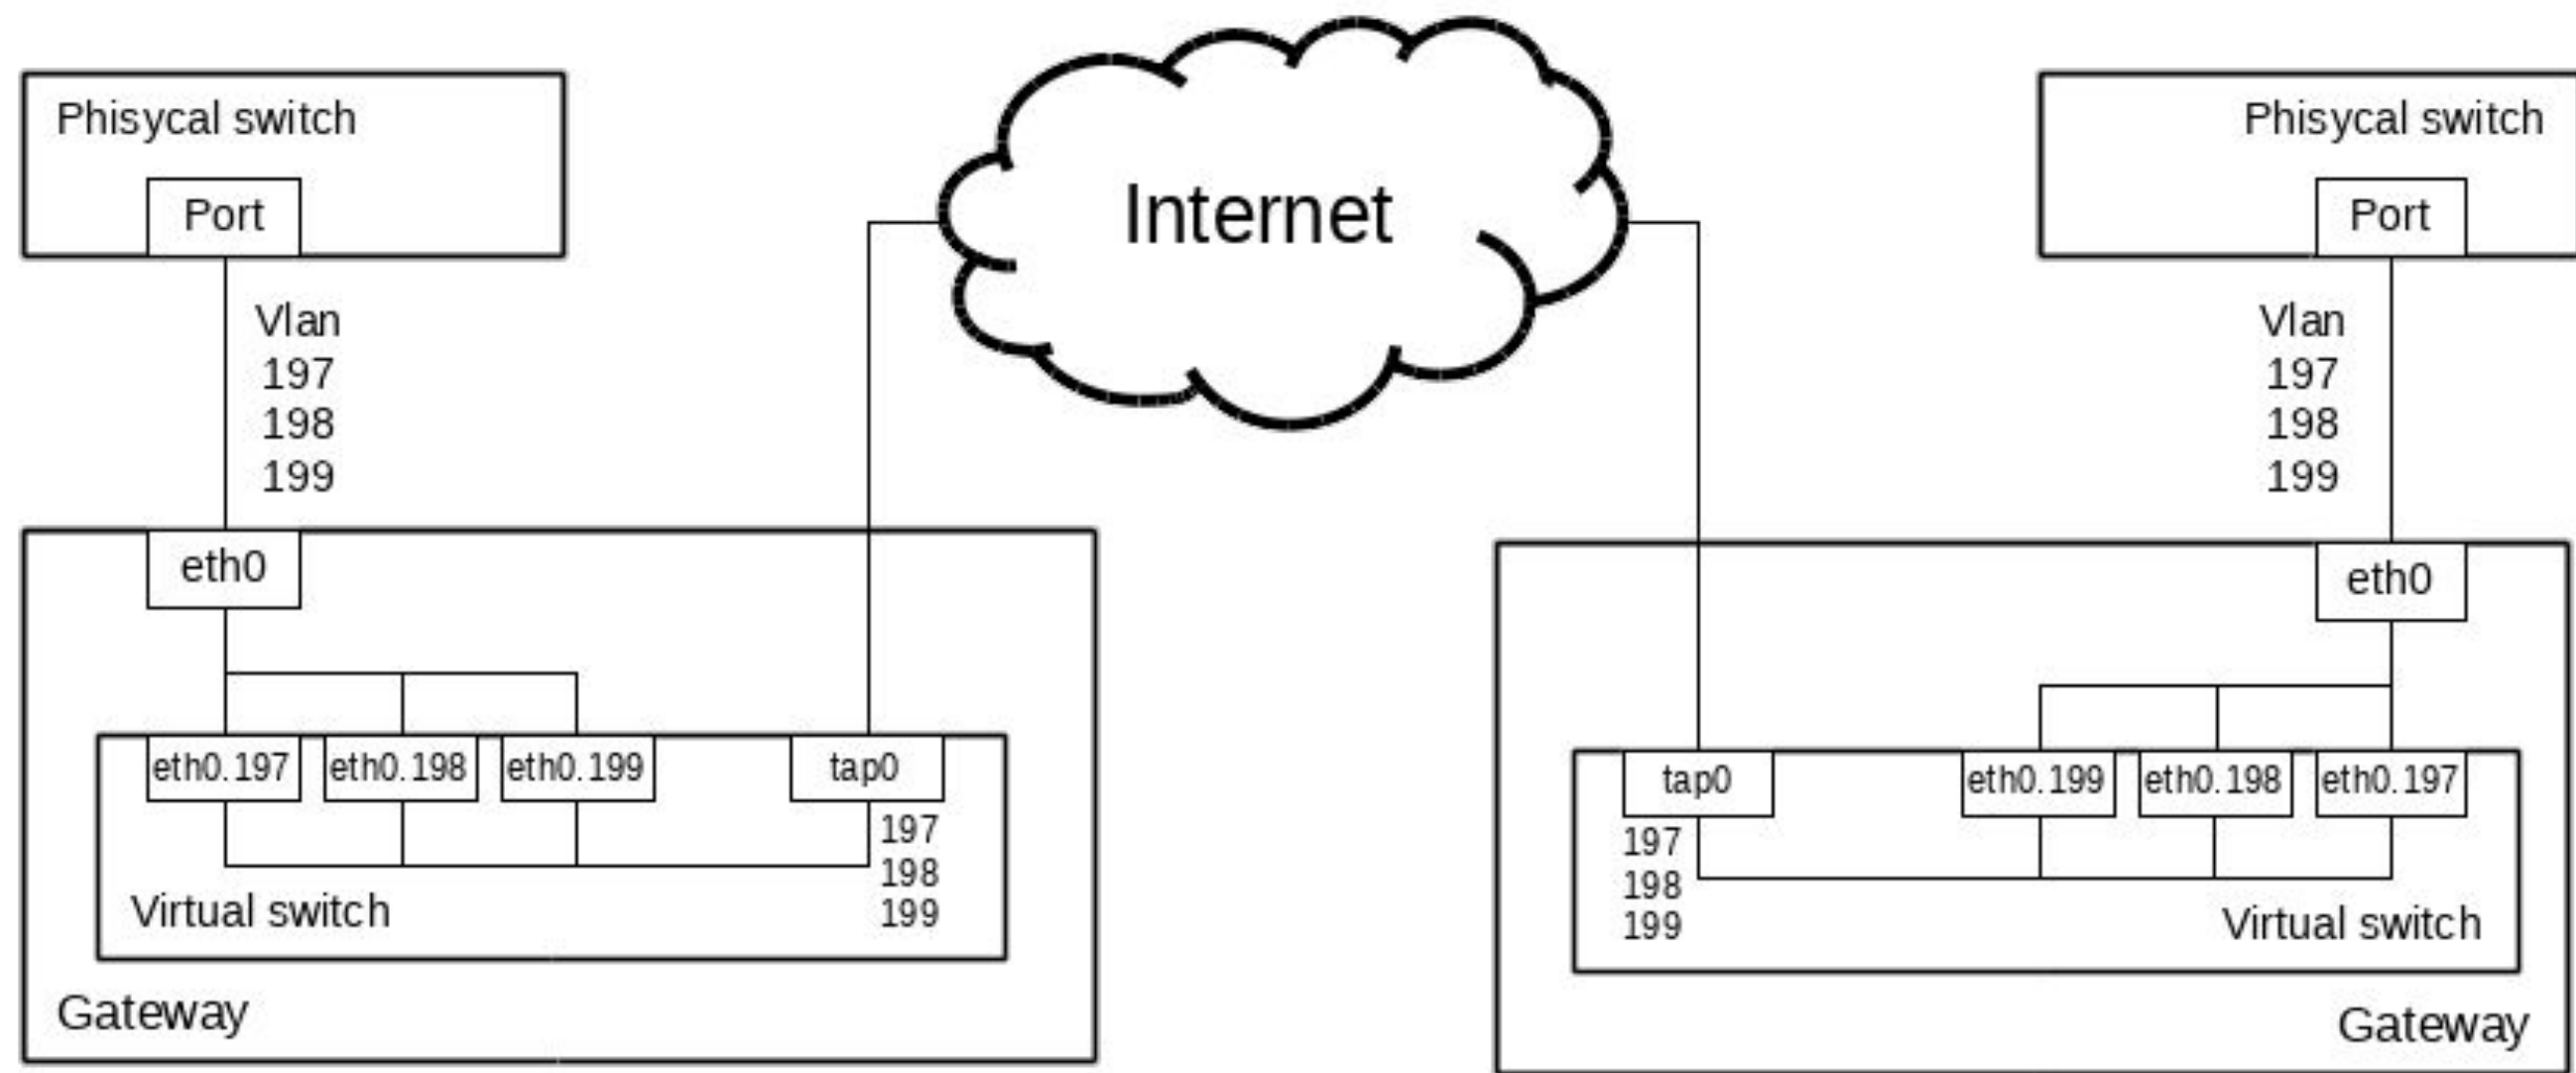 Phisycal switch
Port
Vlan
197
198
199
eth0
eth0.197 eth0.198 eth0.199 tap0
197
198
199
Virtual switch
Gateway
Internet
Phisycal switch
Port
Vlan
197
198
199
eth0
tap0 eth0.199 eth0.198 eth0.197
197
198
199
Virtual switch
Gateway